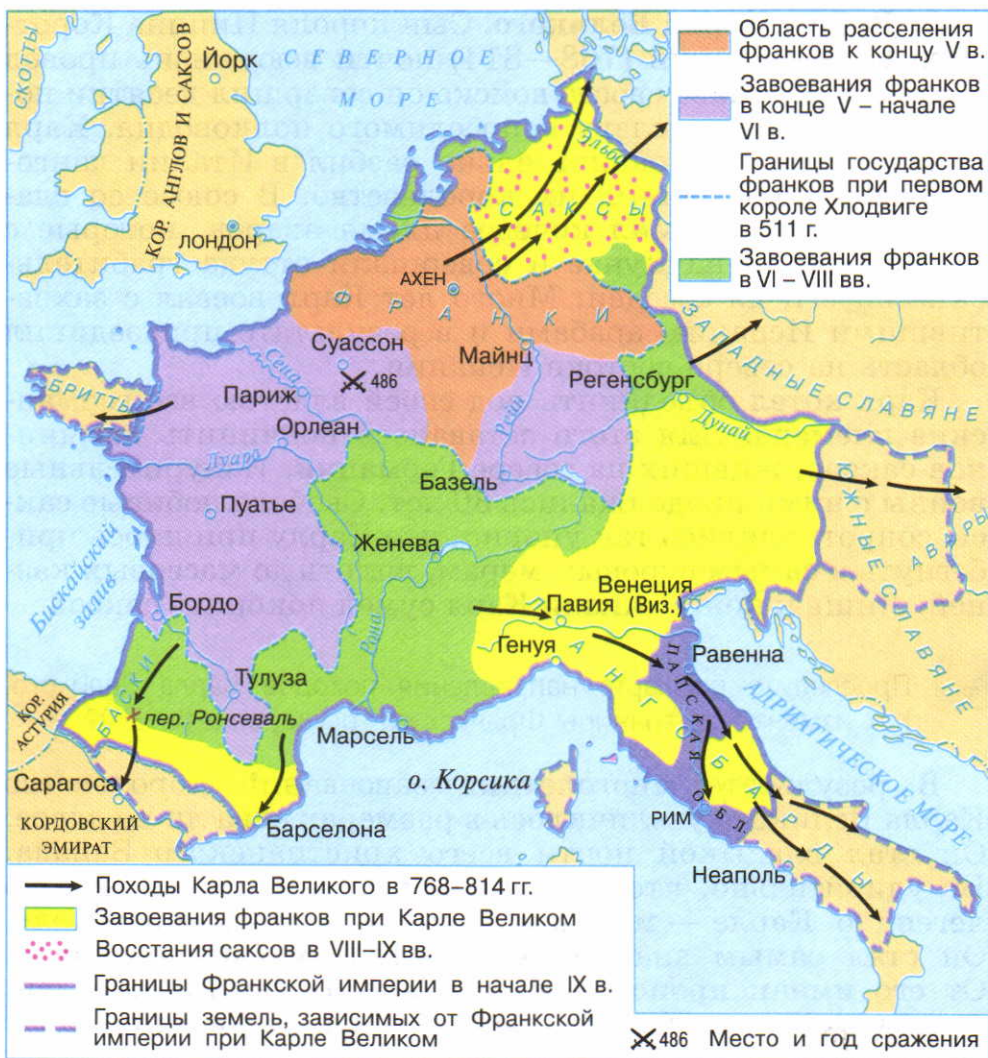 СКОТТЫ
КОР. АНГЛОВ И САКСОВ
Йорк
СЕВЕРНОЕ
МОРЕ
ЛОНДОН
Эльба
САКСЫ
АХЕН
ФРАНКИ
Суассон
486
Майнц
Сена
Париж
БРИТТЫ
Орлеан
Луара
Рейн
Регенсburg
Дунай
ЗАПАДНЫЕ СЛАВЯНЕ
Базель
Пуатье
Женева
ЮЖНЫЕ СЛАВЯНЕ
АВАРЫ
Бискайский
залив
Бордо
Рона
Венеция
Павия (Виз.)
Генуя
Равенна
ЛАНГОБАРДЫ
ПАПСКАЯ ОБЛ.
АДРИАТИЧЕСКОЕ МОРЕ
БАСКИ
Тулуза
КОР.
АСТУРИЯ
пер. Ронсеваль
Марсель
о. Корсика
Сарагоса
КОРДОВСКИЙ
ЭМИРАТ
Барселона
РИМ
Неаполь
Область расселения
франков к концу V в.
Завоевания франков
в конце V – начале
VI в.
Границы государства
франков при первом
короле Хлодвиге
в 511 г.
Завоевания франков
в VI – VIII вв.
Походы Карла Великого в 768–814 гг.
Завоевания франков при Карле Великом
Восстания саксов в VIII–IX вв.
Границы Франкской империи в начале IX в.
Границы земель, зависимых от Франкской
империи при Карле Великом
486 Место и год сражения